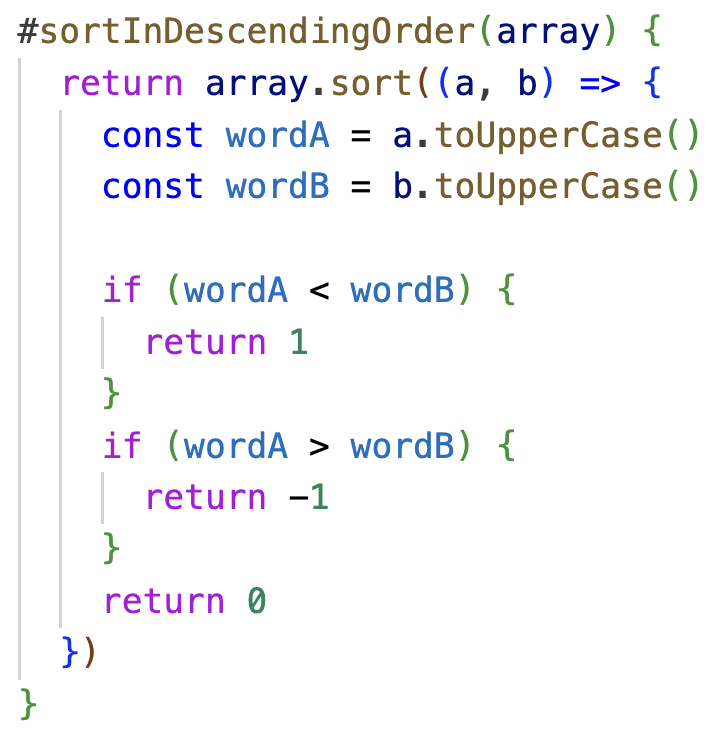 #sortInDescendingOrder(array) {
  return array.sort((a, b) => {
    const wordA = a.toUpperCase()
    const wordB = b.toUpperCase()

    if (wordA < wordB) {
      return 1
    }
    if (wordA > wordB) {
      return -1
    }
    return 0
  })
}